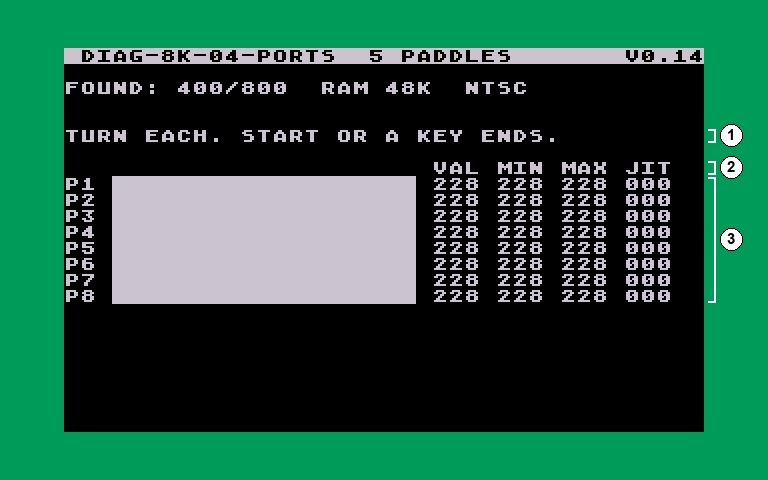 DIAG-8K-04-PORTS  5 PADDLES  V0.14
FOUND: 400/800  RAM 48K  NTSC
TURN EACH. START OR A KEY ENDS. 1
VAL MIN MAX JIT 2
P1 228 228 228 000
P2 228 228 228 000
P3 228 228 228 000
P4 228 228 228 000
3
P5 228 228 228 000
P6 228 228 228 000
P7 228 228 228 000
P8 228 228 228 000